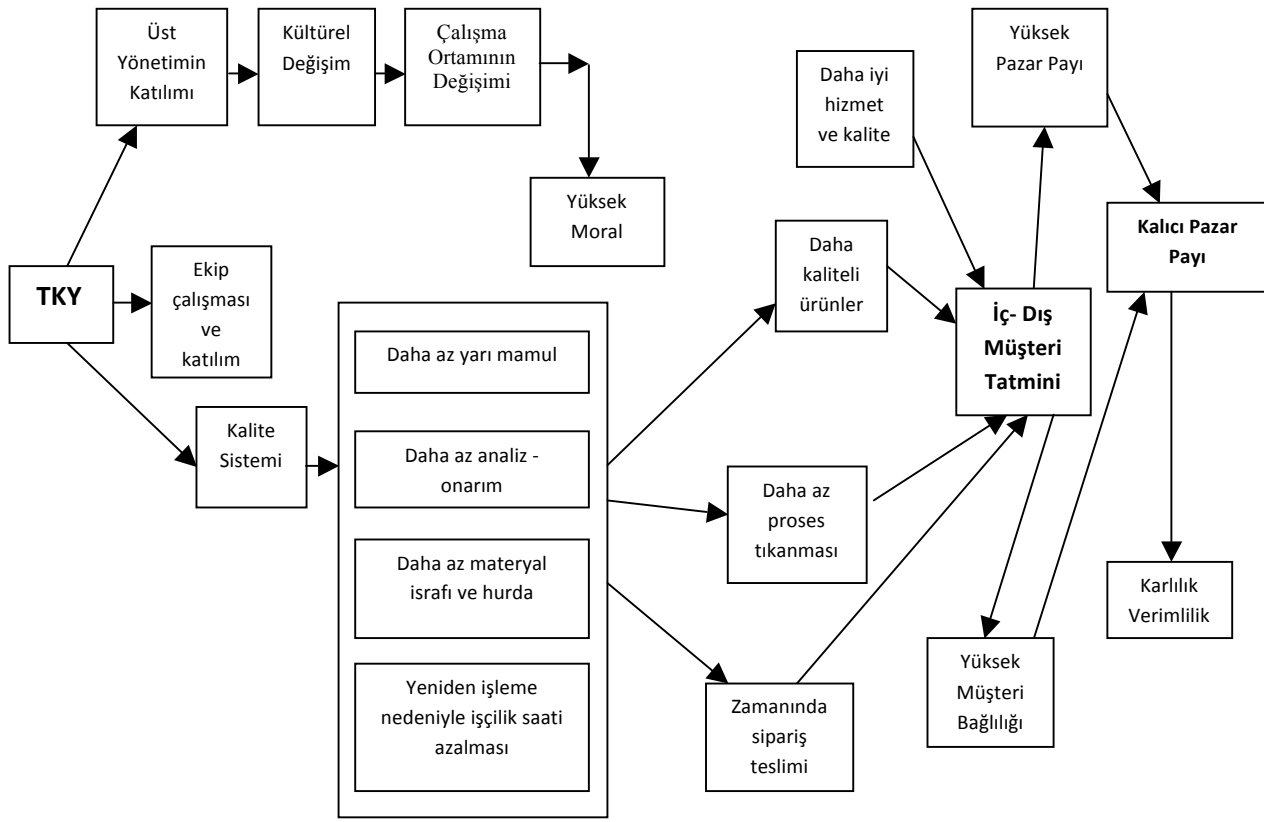 Üst
Yönetimin
Katılımı
Kültürel
Değişim
Çalışma
Ortamının
Değişimi
Yüksek
Moral
TKY
Ekip
çalışması
ve
katılım
Kalite
Sistemi
Daha az yarı mamul
Daha az analiz -
onarım
Daha az materyal
israfı ve hurda
Yeniden işleme
nedeniyle işçilik saati
azalması
Daha iyi
hizmet
ve kalite
Daha
kaliteli
ürünler
Daha az
proses
tıkanması
Zamanında
sipariş
teslimi
İç- Dış
Müşteri
Tatmini
Yüksek
Pazar Payı
Yüksek
Müşteri
Bağlılığı
Kalıcı Pazar
Payı
Karlılık
Verimlilik